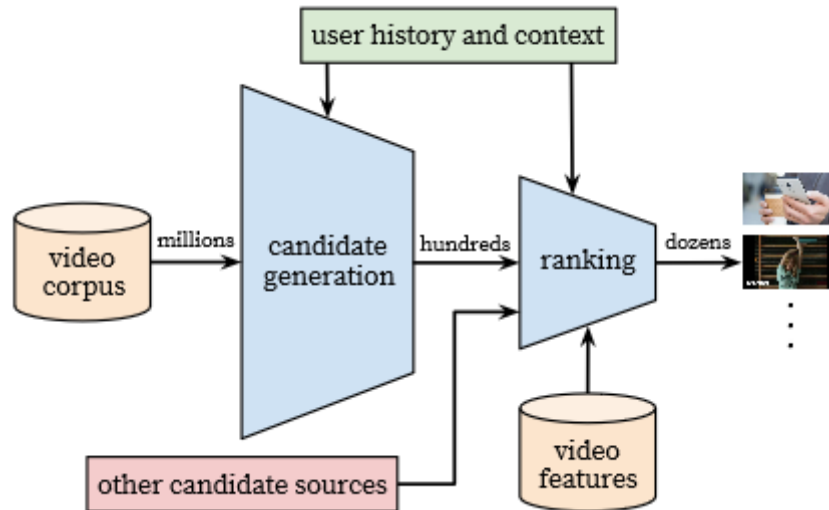 user history and context
millions
video
corpus
candidate
generation
hundreds
ranking
dozens
other candidate sources
video
features